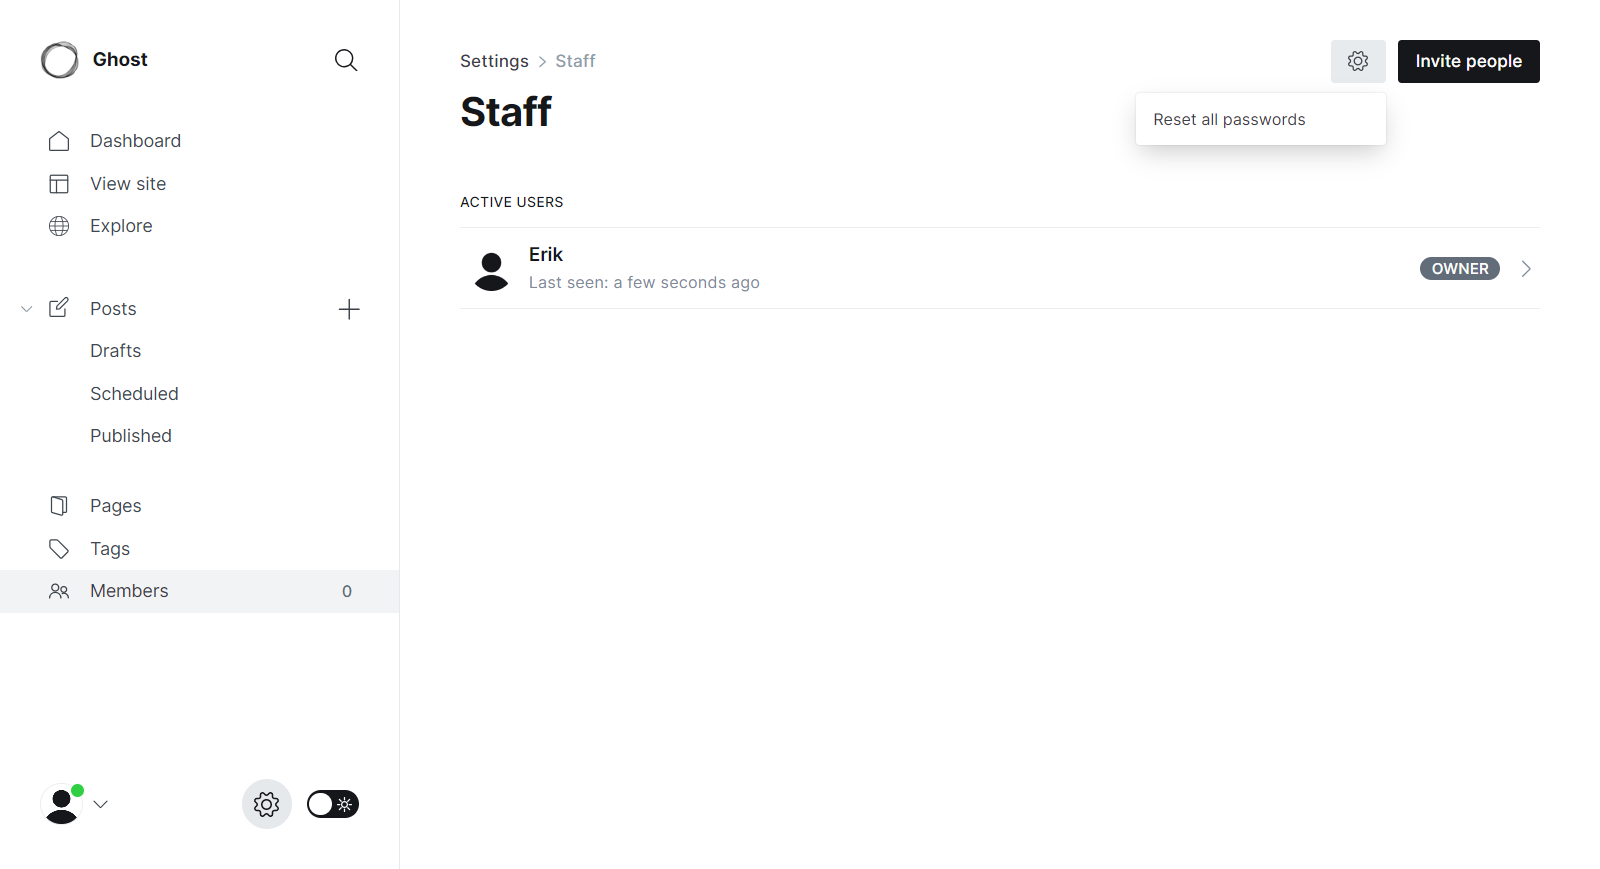 Ghost
Dashboard
View site
Explore
Posts
Drafts
Scheduled
Published
Pages
Tags
Members 0
Settings > Staff
Invite people
Staff
Reset all passwords
ACTIVE USERS
Erik
Last seen: a few seconds ago
OWNER